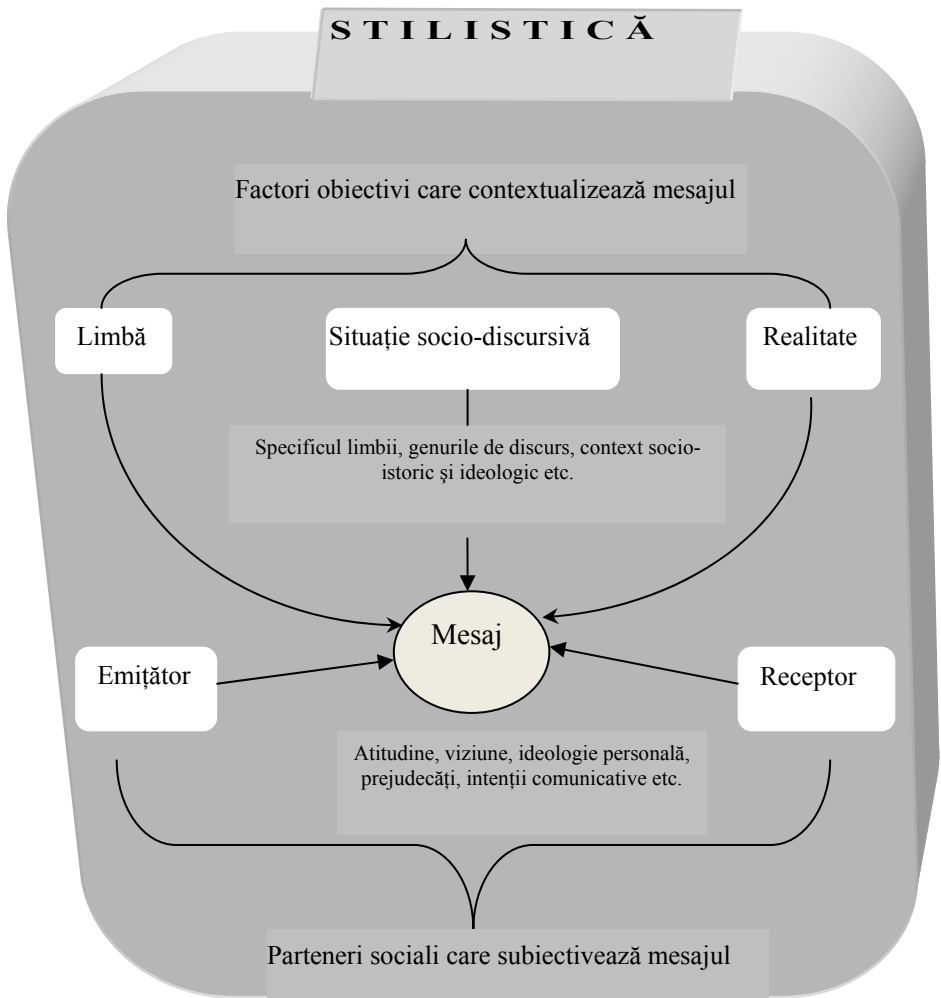 S T I L I S T I C Ă
Factori obiectivi care contextualizează mesajul
Limbă
Situație socio-discursivă
Realitate
Specificul limbii, genurile de discurs, context socio-
istoric şi ideologic etc.
Mesaj
Emițător
Receptor
Atitudine, viziune, ideologie personală,
prejudecăți, intenții comunicative etc.
Parteneri sociali care subiectivează mesajul